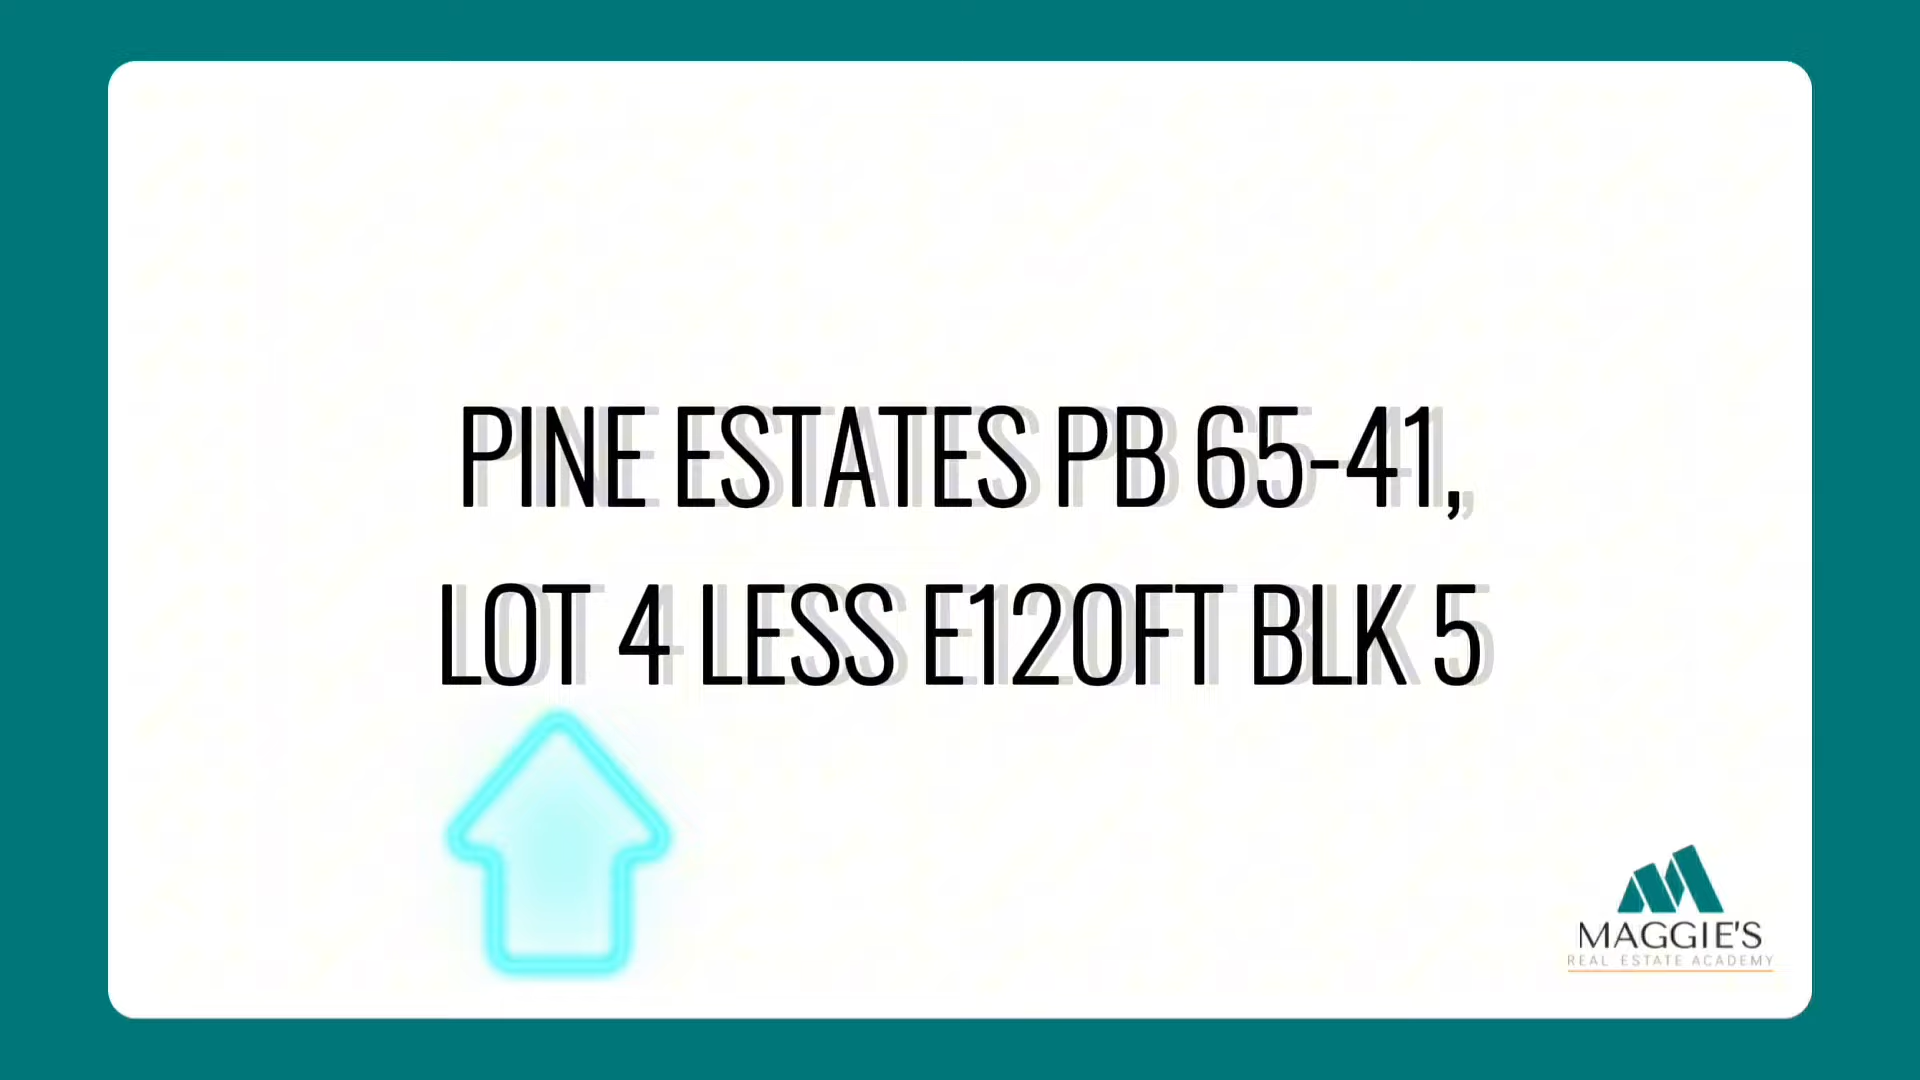 PINE ESTATES PB 65-41,
LOT 4 LESS E120FT BLK 5
MAGGIE'S
REAL ESTATE ACADEMY